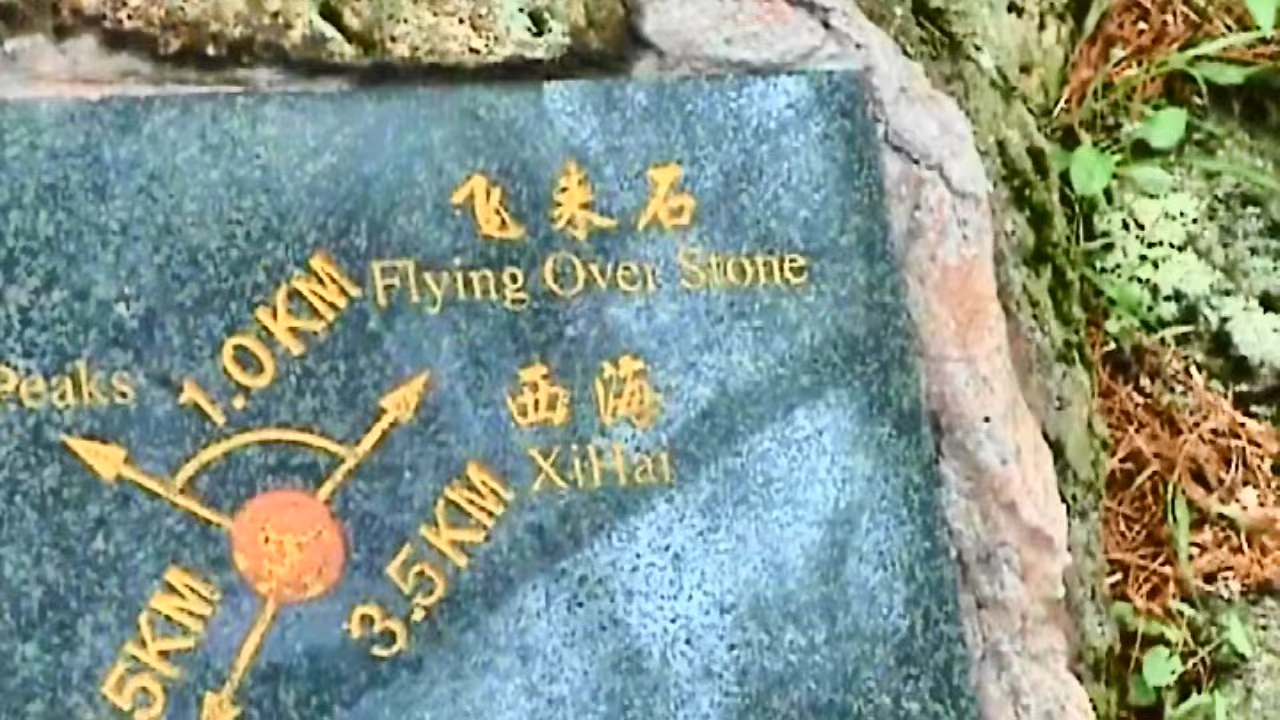 飞来石
Flying Over Stone
1.0KM
Peaks
西海
XiHai
3.5KM
5KM